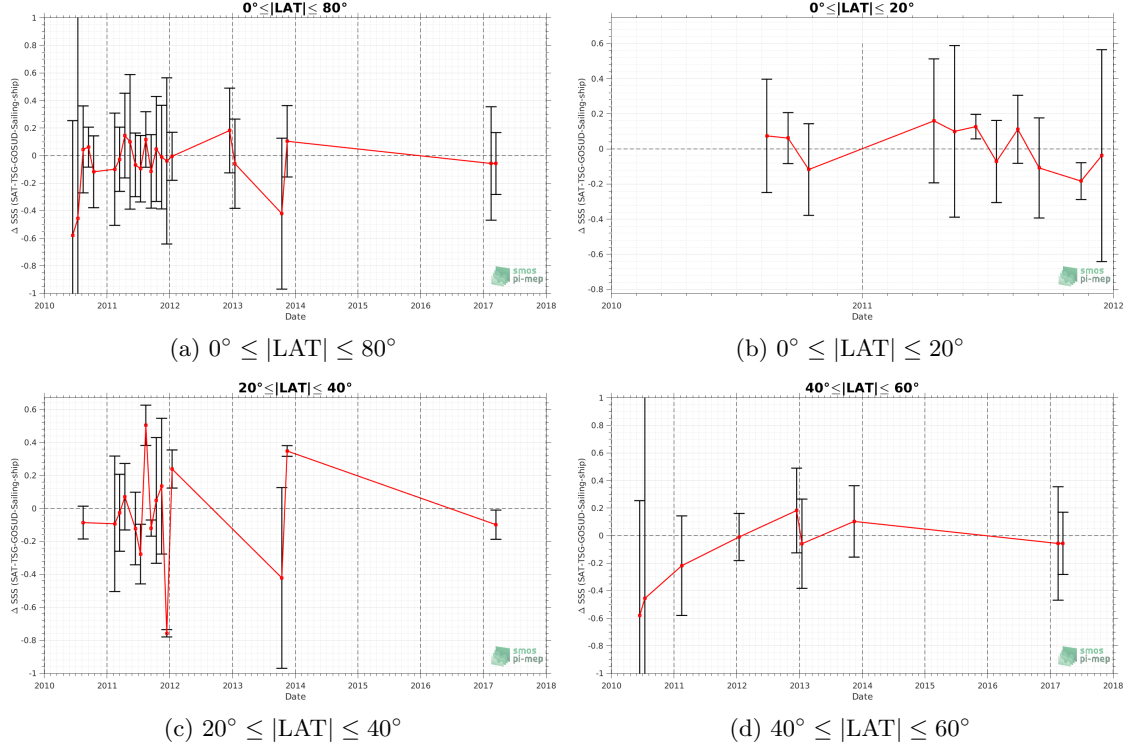 0°≤|LAT|≤ 80°
1
0.8
0.6
0.4
0.2
0
-0.2
-0.4
-0.6
-0.8
-1
Δ SSS (SAT-TSG-GOSUD-Sailing-ship)
2010 2011 2012 2013 2014 2015 2016 2017 2018
Date
smos
pi-mep
(a) 0° ≤ |LAT| ≤ 80°
0°≤|LAT|≤ 20°
0.6
0.4
0.2
0
-0.2
-0.4
-0.6
-0.8
Δ SSS (SAT-TSG-GOSUD-Sailing-ship)
2010 2011 2012
Date
smos
pi-mep
(b) 0° ≤ |LAT| ≤ 20°
20°≤|LAT|≤ 40°
0.6
0.4
0.2
0
-0.2
-0.4
-0.6
-0.8
-1
Δ SSS (SAT-TSG-GOSUD-Sailing-ship)
2010 2011 2012 2013 2014 2015 2016 2017 2018
Date
smos
pi-mep
(c) 20° ≤ |LAT| ≤ 40°
40°≤|LAT|≤ 60°
1
0.8
0.6
0.4
0.2
0
-0.2
-0.4
-0.6
-0.8
-1
Δ SSS (SAT-TSG-GOSUD-Sailing-ship)
2010 2011 2012 2013 2014 2015 2016 2017 2018
Date
smos
pi-mep
(d) 40° ≤ |LAT| ≤ 60°